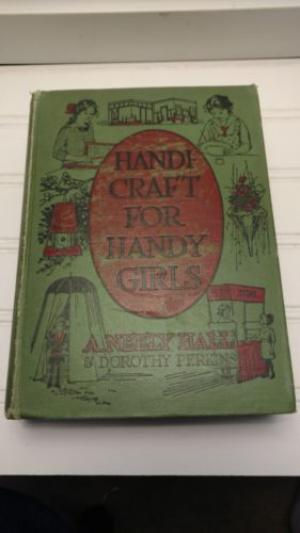 HANDI
CRAFT
FOR
HANDY
GIRLS
A. NEELY HALL
& DOROTHY PERKINS